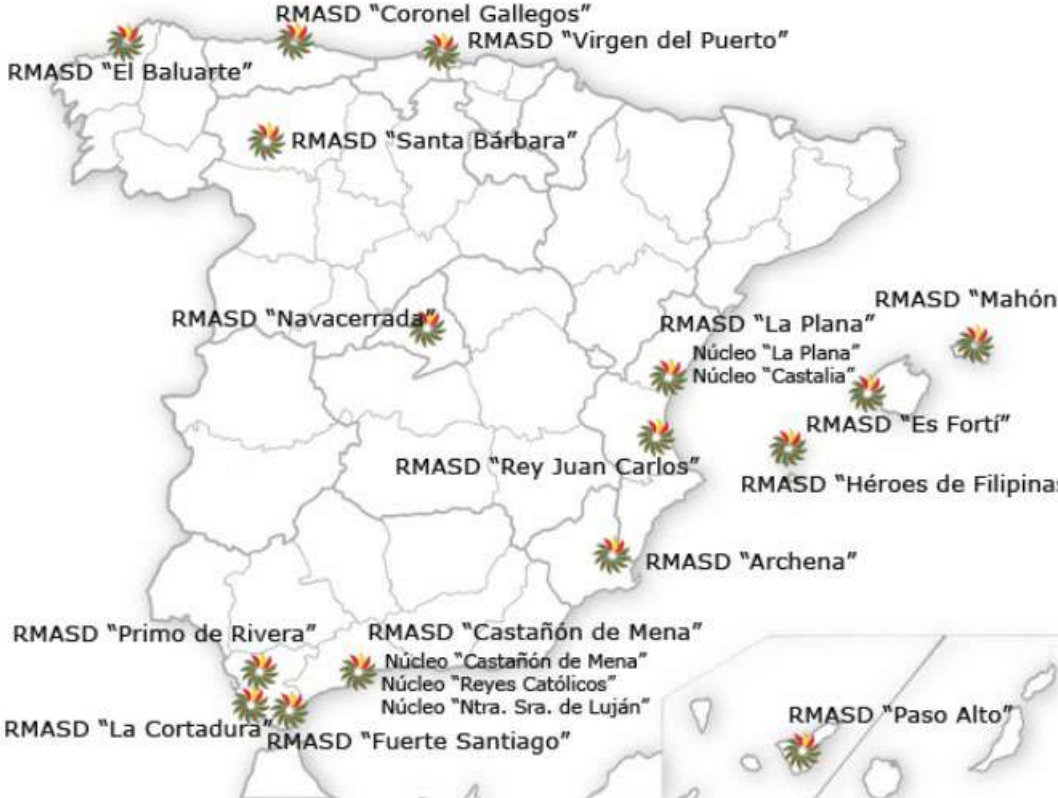 RMASD “Coronel Gallegos”
RMASD “Virgen del Puerto”
RMASD “El Baluarte”
RMASD “Santa Bárbara”
RMASD “Mahón
RMASD “Navacerrada”
RMASD “La Plana”
Núcleo “La Plana”
Núcleo “Castalia”
RMASD “Es Fortí”
RMASD “Rey Juan Carlos”
RMASD “Héroes de Filipinas
RMASD “Archena”
RMASD “Primo de Rivera”
RMASD “Castañón de Mena”
Núcleo “Castañón de Mena”
Núcleo “Reyes Católicos”
Núcleo “Ntra. Sra. de Luján”
RMASD “La Cortadura”
RMASD “Fuerte Santiago”
RMASD “Paso Alto”